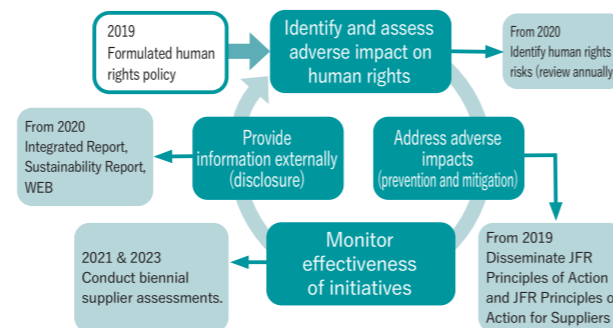 2019
Formulated human
rights policy
Identify and assess
adverse impact on
human rights
From 2020
Identify human rights
risks (review annually
From 2020
Integrated Report,
Sustainability Report,
WEB
Provide
information externally
(disclosure)
Address adverse
impacts
(prevention and mitigation)
2021 & 2023
Conduct biennial
supplier assessments.
Monitor
effectiveness
of initiatives
From 2019
Disseminate JFR
Principles of Action
and JFR Principles o
Action for Suppliers